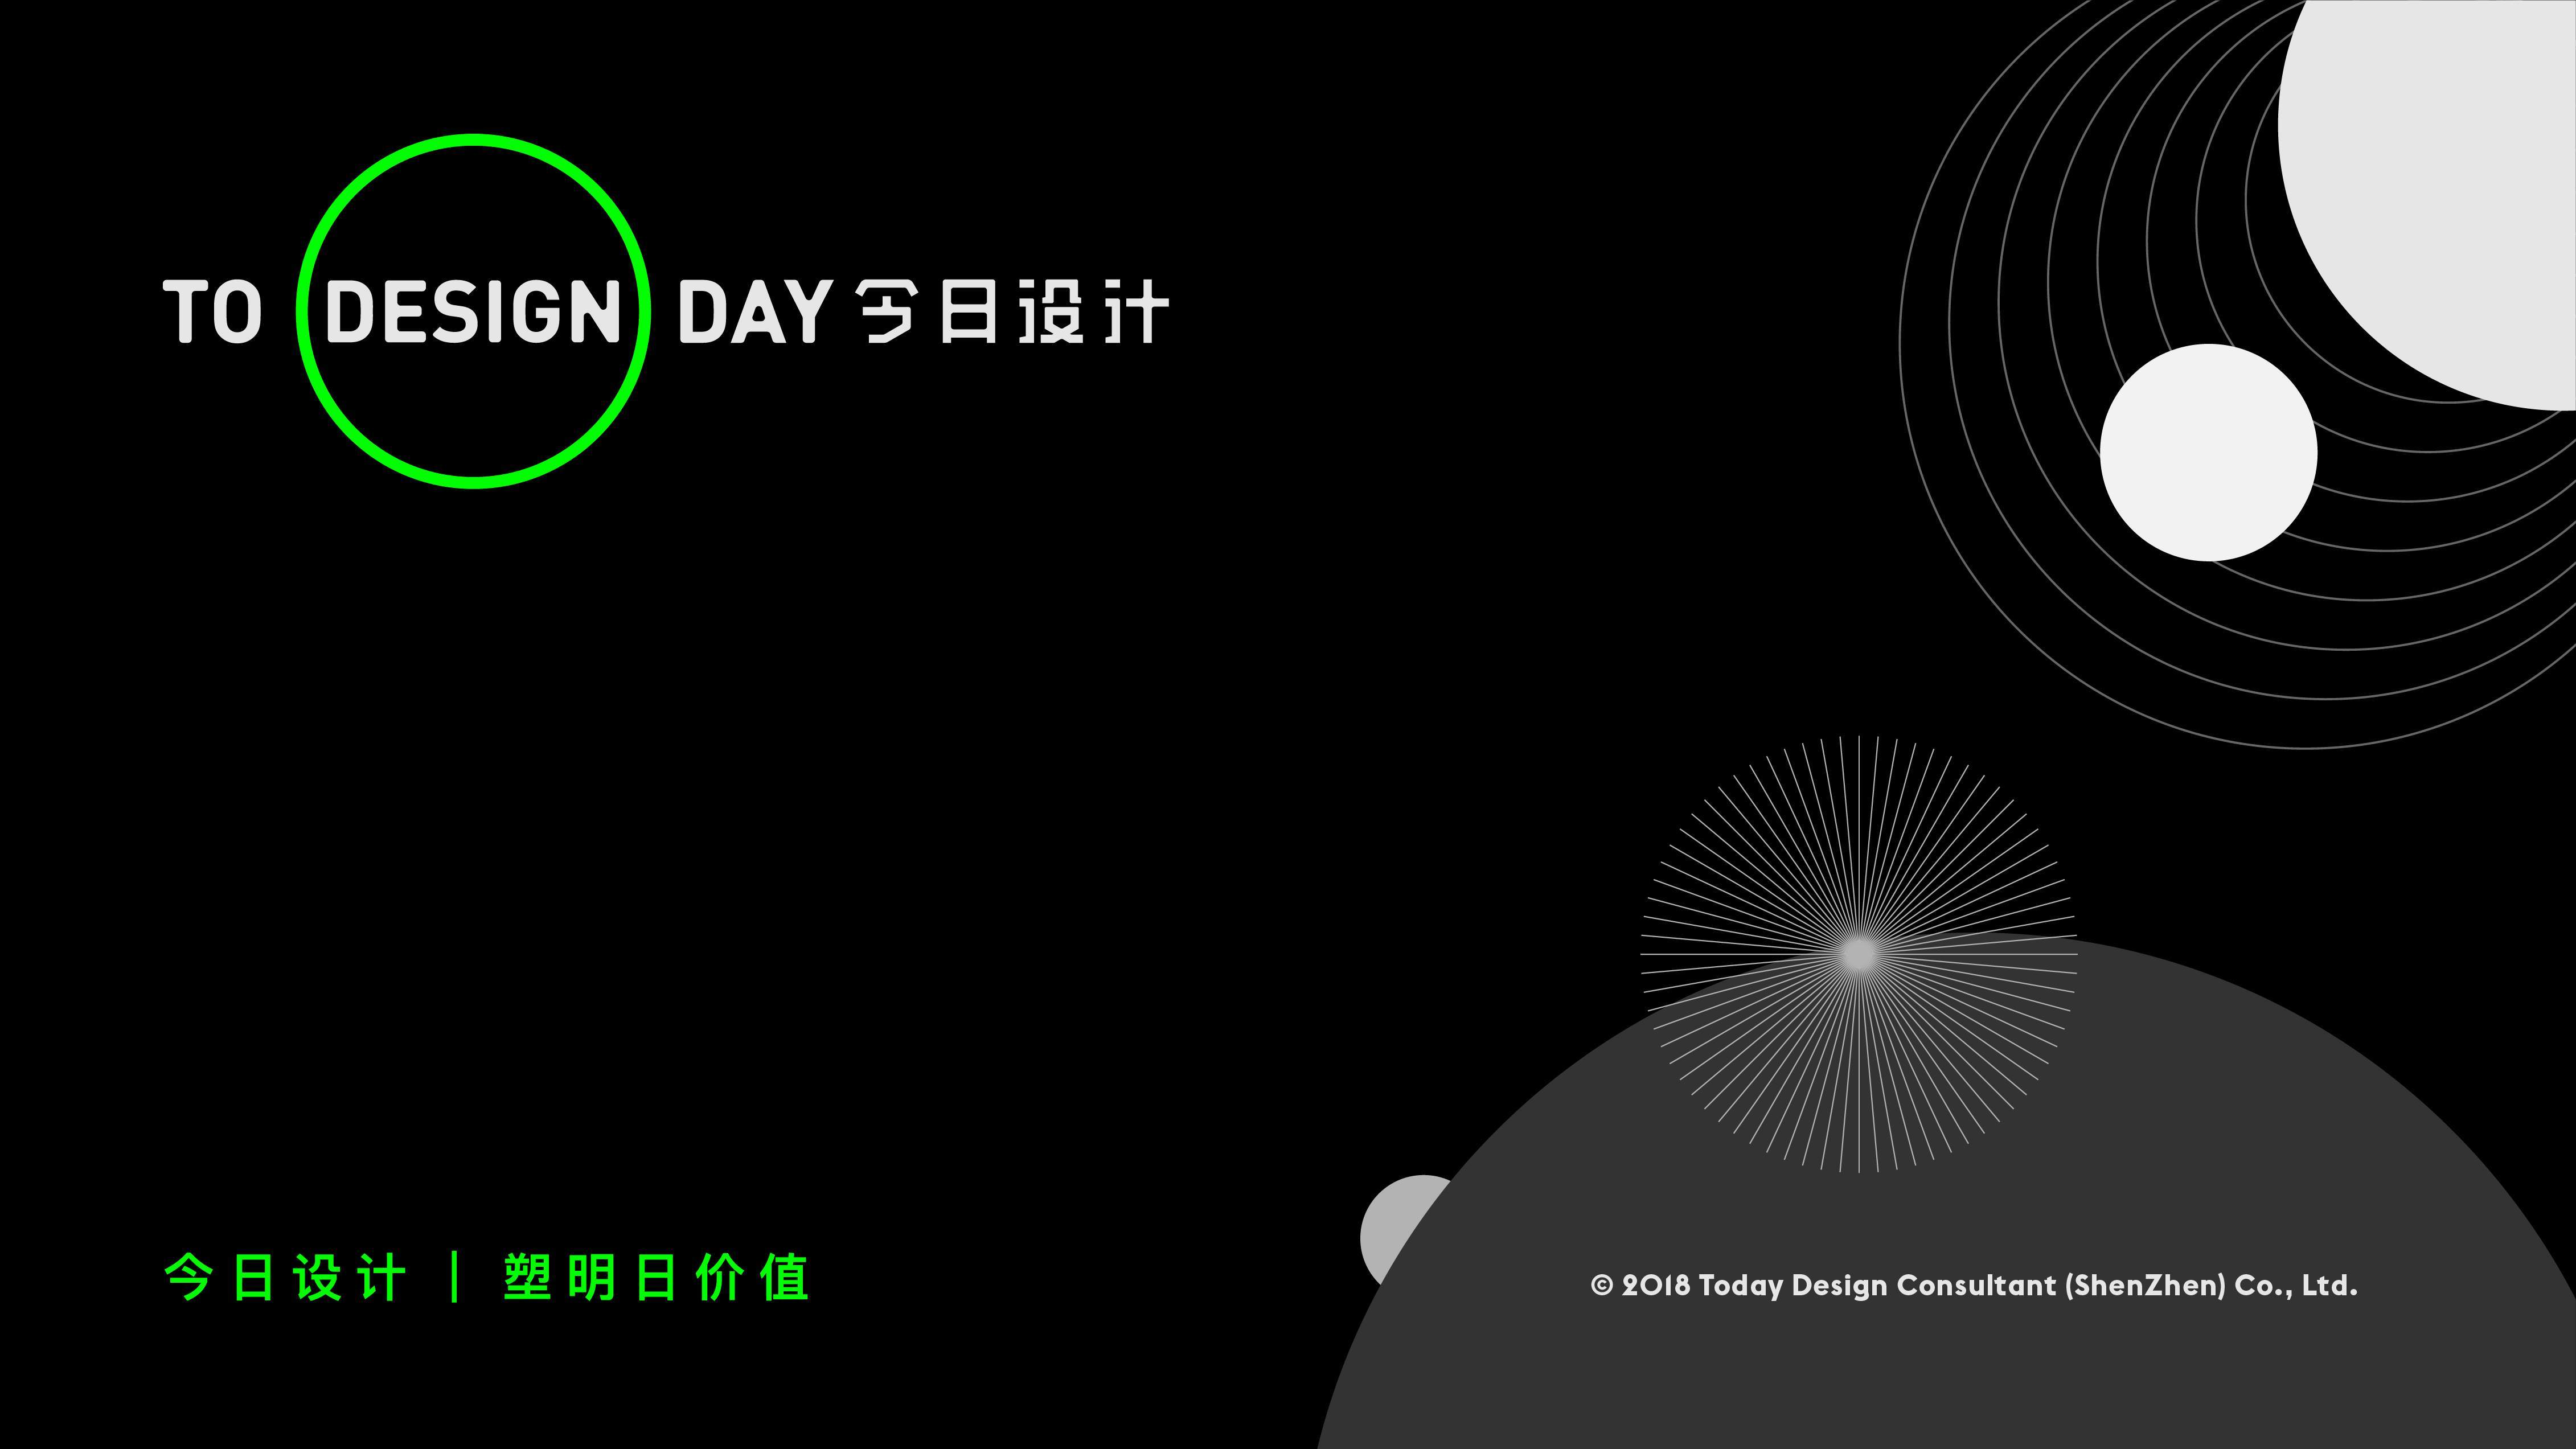 TO DESIGN DAY 今日设计
今日设计 | 塑明日价值
© 2018 Today Design Consultant (ShenZhen) Co., Ltd.